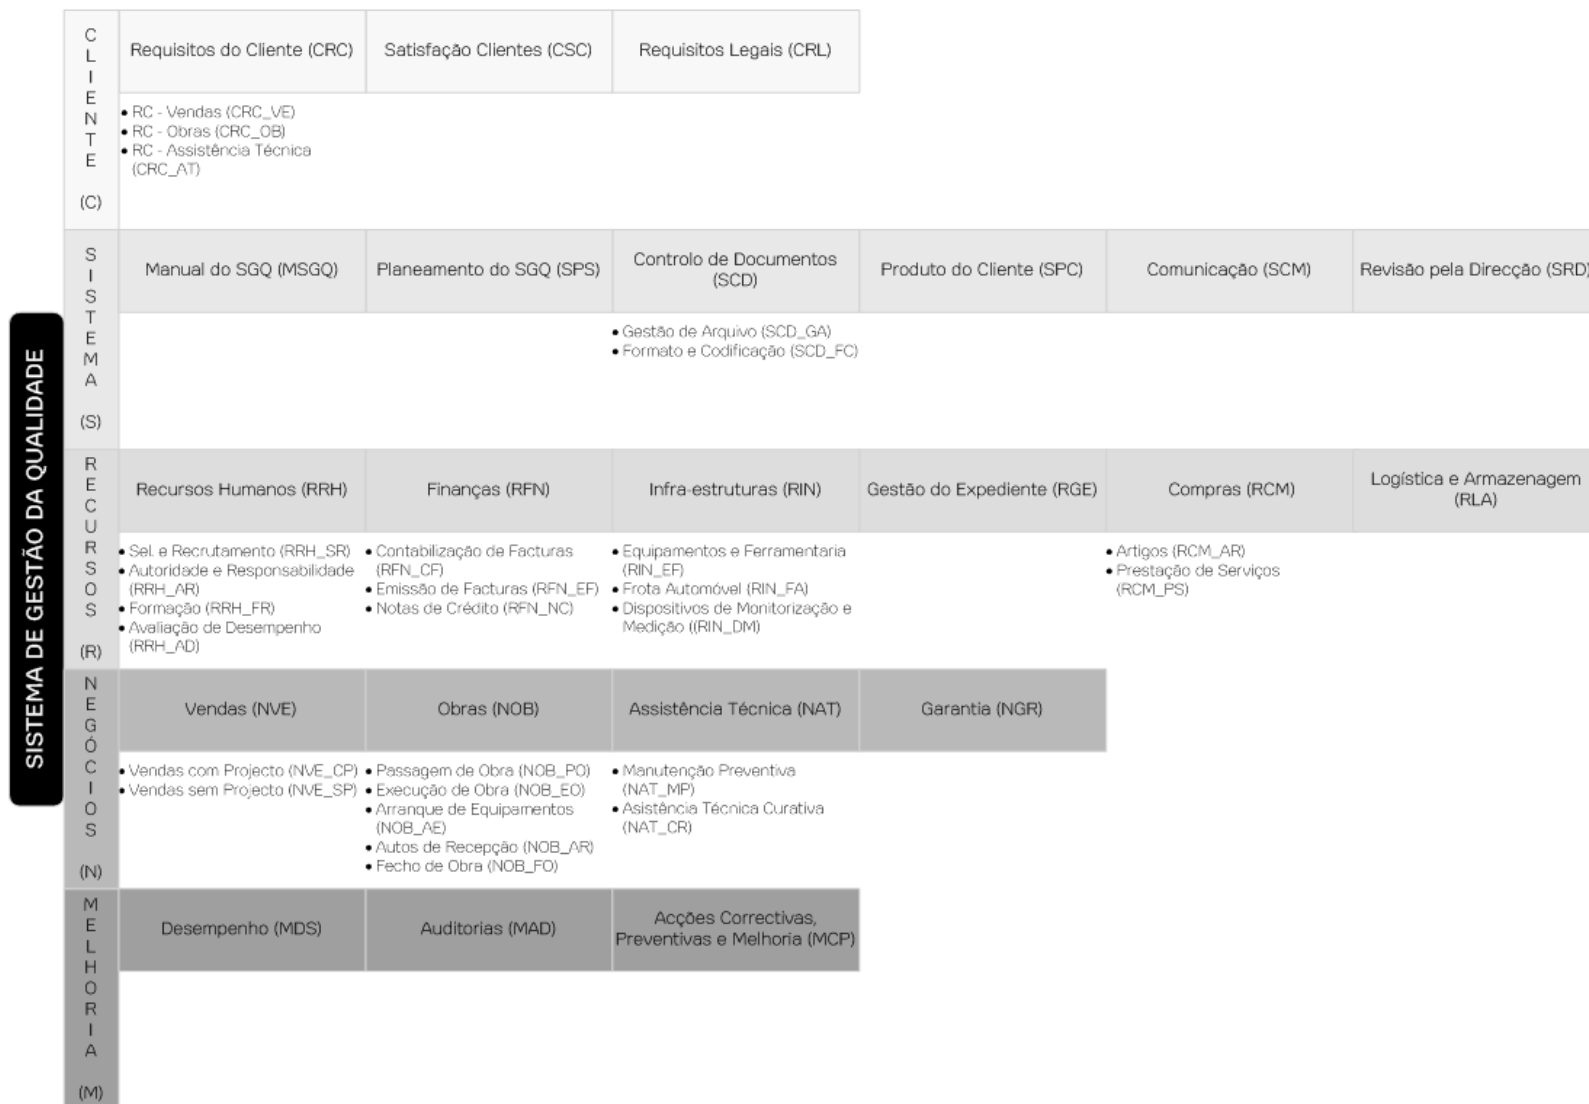 SISTEMA DE GESTÃO DA QUALIDADE
CLIENTE
(C)
Requisitos do Cliente (CRC)
Satisfação Clientes (CSC)
Requisitos Legais (CRL)
• RC - Vendas (CRC_VE)
• RC - Obras (CRC_OB)
• RC - Assistência Técnica
(CRC_AT)
SISTEMA
(S)
Manual do SGQ (MSGQ)
Planeamento do SGQ (SPS)
Controlo de Documentos
(SCD)
Produto do Cliente (SPC)
Comunicação (SCM)
Revisão pela Direcção (SRD)
• Gestão de Arquivo (SCD_GA)
• Formato e Codificação (SCD_FC)
RECURSOS
(R)
Recursos Humanos (RRH)
Finanças (RFN)
Infra-estruturas (RIN)
Gestão do Expediente (RGE)
Compras (RCM)
Logística e Armazenagem
(RLA)
• Sel. e Recrutamento (RRH_SR)
• Autoridade e Responsabilidade
(RRH_AR)
• Formação (RRH_FR)
• Avaliação de Desempenho
(RRH_AD)
• Contabilização de Facturas
(RFN_CF)
• Emissão de Facturas (RFN_EF)
• Notas de Crédito (RFN_NC)
• Equipamentos e Ferramentaria
(RIN_EF)
• Frota Automóvel (RIN_FA)
• Dispositivos de Monitorização e
Medição ((RIN_DM)
• Artigos (RCM_AR)
• Prestação de Serviços
(RCM_PS)
NEGÓCIOS
(N)
Vendas (NVE)
Obras (NOB)
Assistência Técnica (NAT)
Garantia (NGR)
• Vendas com Projecto (NVE_CP)
• Vendas sem Projecto (NVE_SP)
• Passagem de Obra (NOB_PO)
• Execução de Obra (NOB_EO)
• Arranque de Equipamentos
(NOB_AE)
• Autos de Recepção (NOB_AR)
• Fecho de Obra (NOB_FO)
• Manutenção Preventiva
(NAT_MP)
• Asistência Técnica Curativa
(NAT_CR)
MELHORIA
(M)
Desempenho (MDS)
Auditorias (MAD)
Acções Correctivas,
Preventivas e Melhoria (MCP)